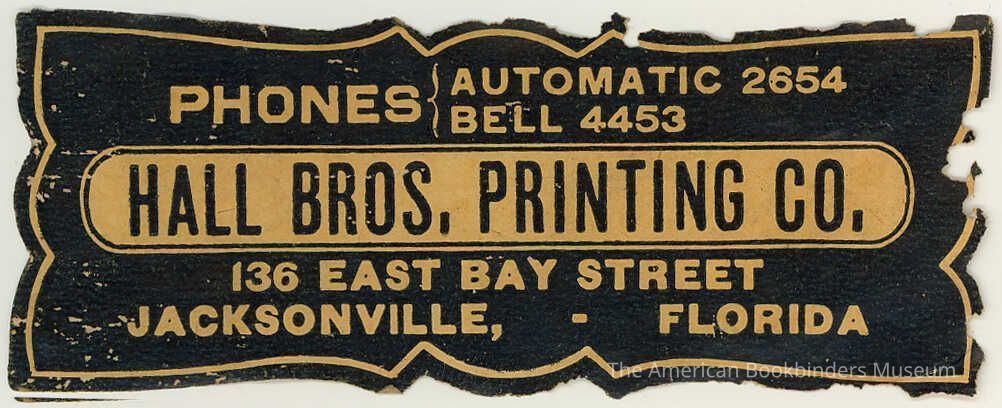 PHONES { AUTOMATIC 2654
BELL 4453
HALL BROS. PRINTING CO.
136 EAST BAY STREET
JACKSONVILLE, - FLORIDA
The American Bookbinders Museum